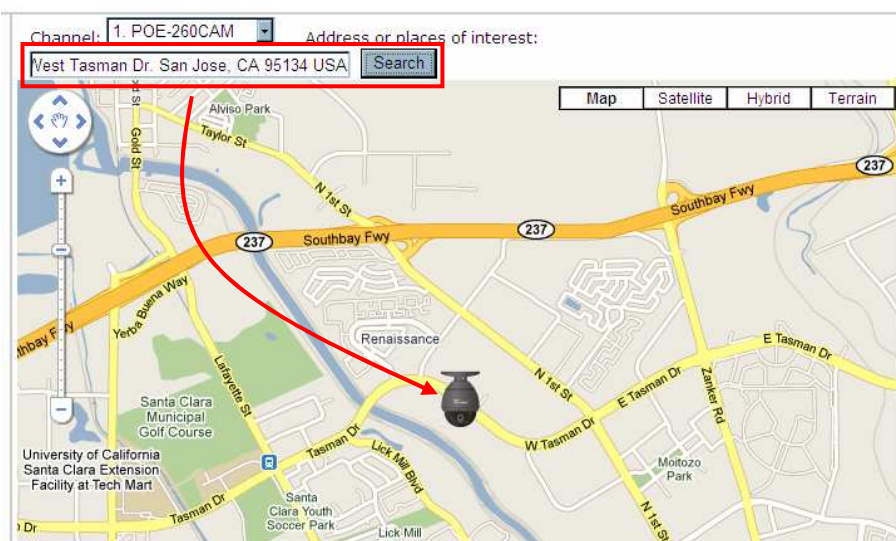 Channel: 1. POE-260CAM Address or places of interest:
West Tasman Dr. San Jose, CA 95134 USA Search
Map Satellite Hybrid Terrain
Alviso Park
Gold St
Taylor St
N 1st St
237
Southbay Fwy
237
Southbay Fwy
237
Yerba Buena Way
Renaissance
Lafayette St
E Tasman Dr
N 1st St
E Tasman Dr
Zanker Rd
Santa Clara
Municipal
Golf Course
W Tasman Dr
Tasman Dr
Lick Mill Blvd
University of California
Santa Clara Extension
Facility at Tech Mart
Moitozo
Park
Tasman Dr
Santa
Clara Youth
Soccer Park
N 1st St
Dr
Lick Mill